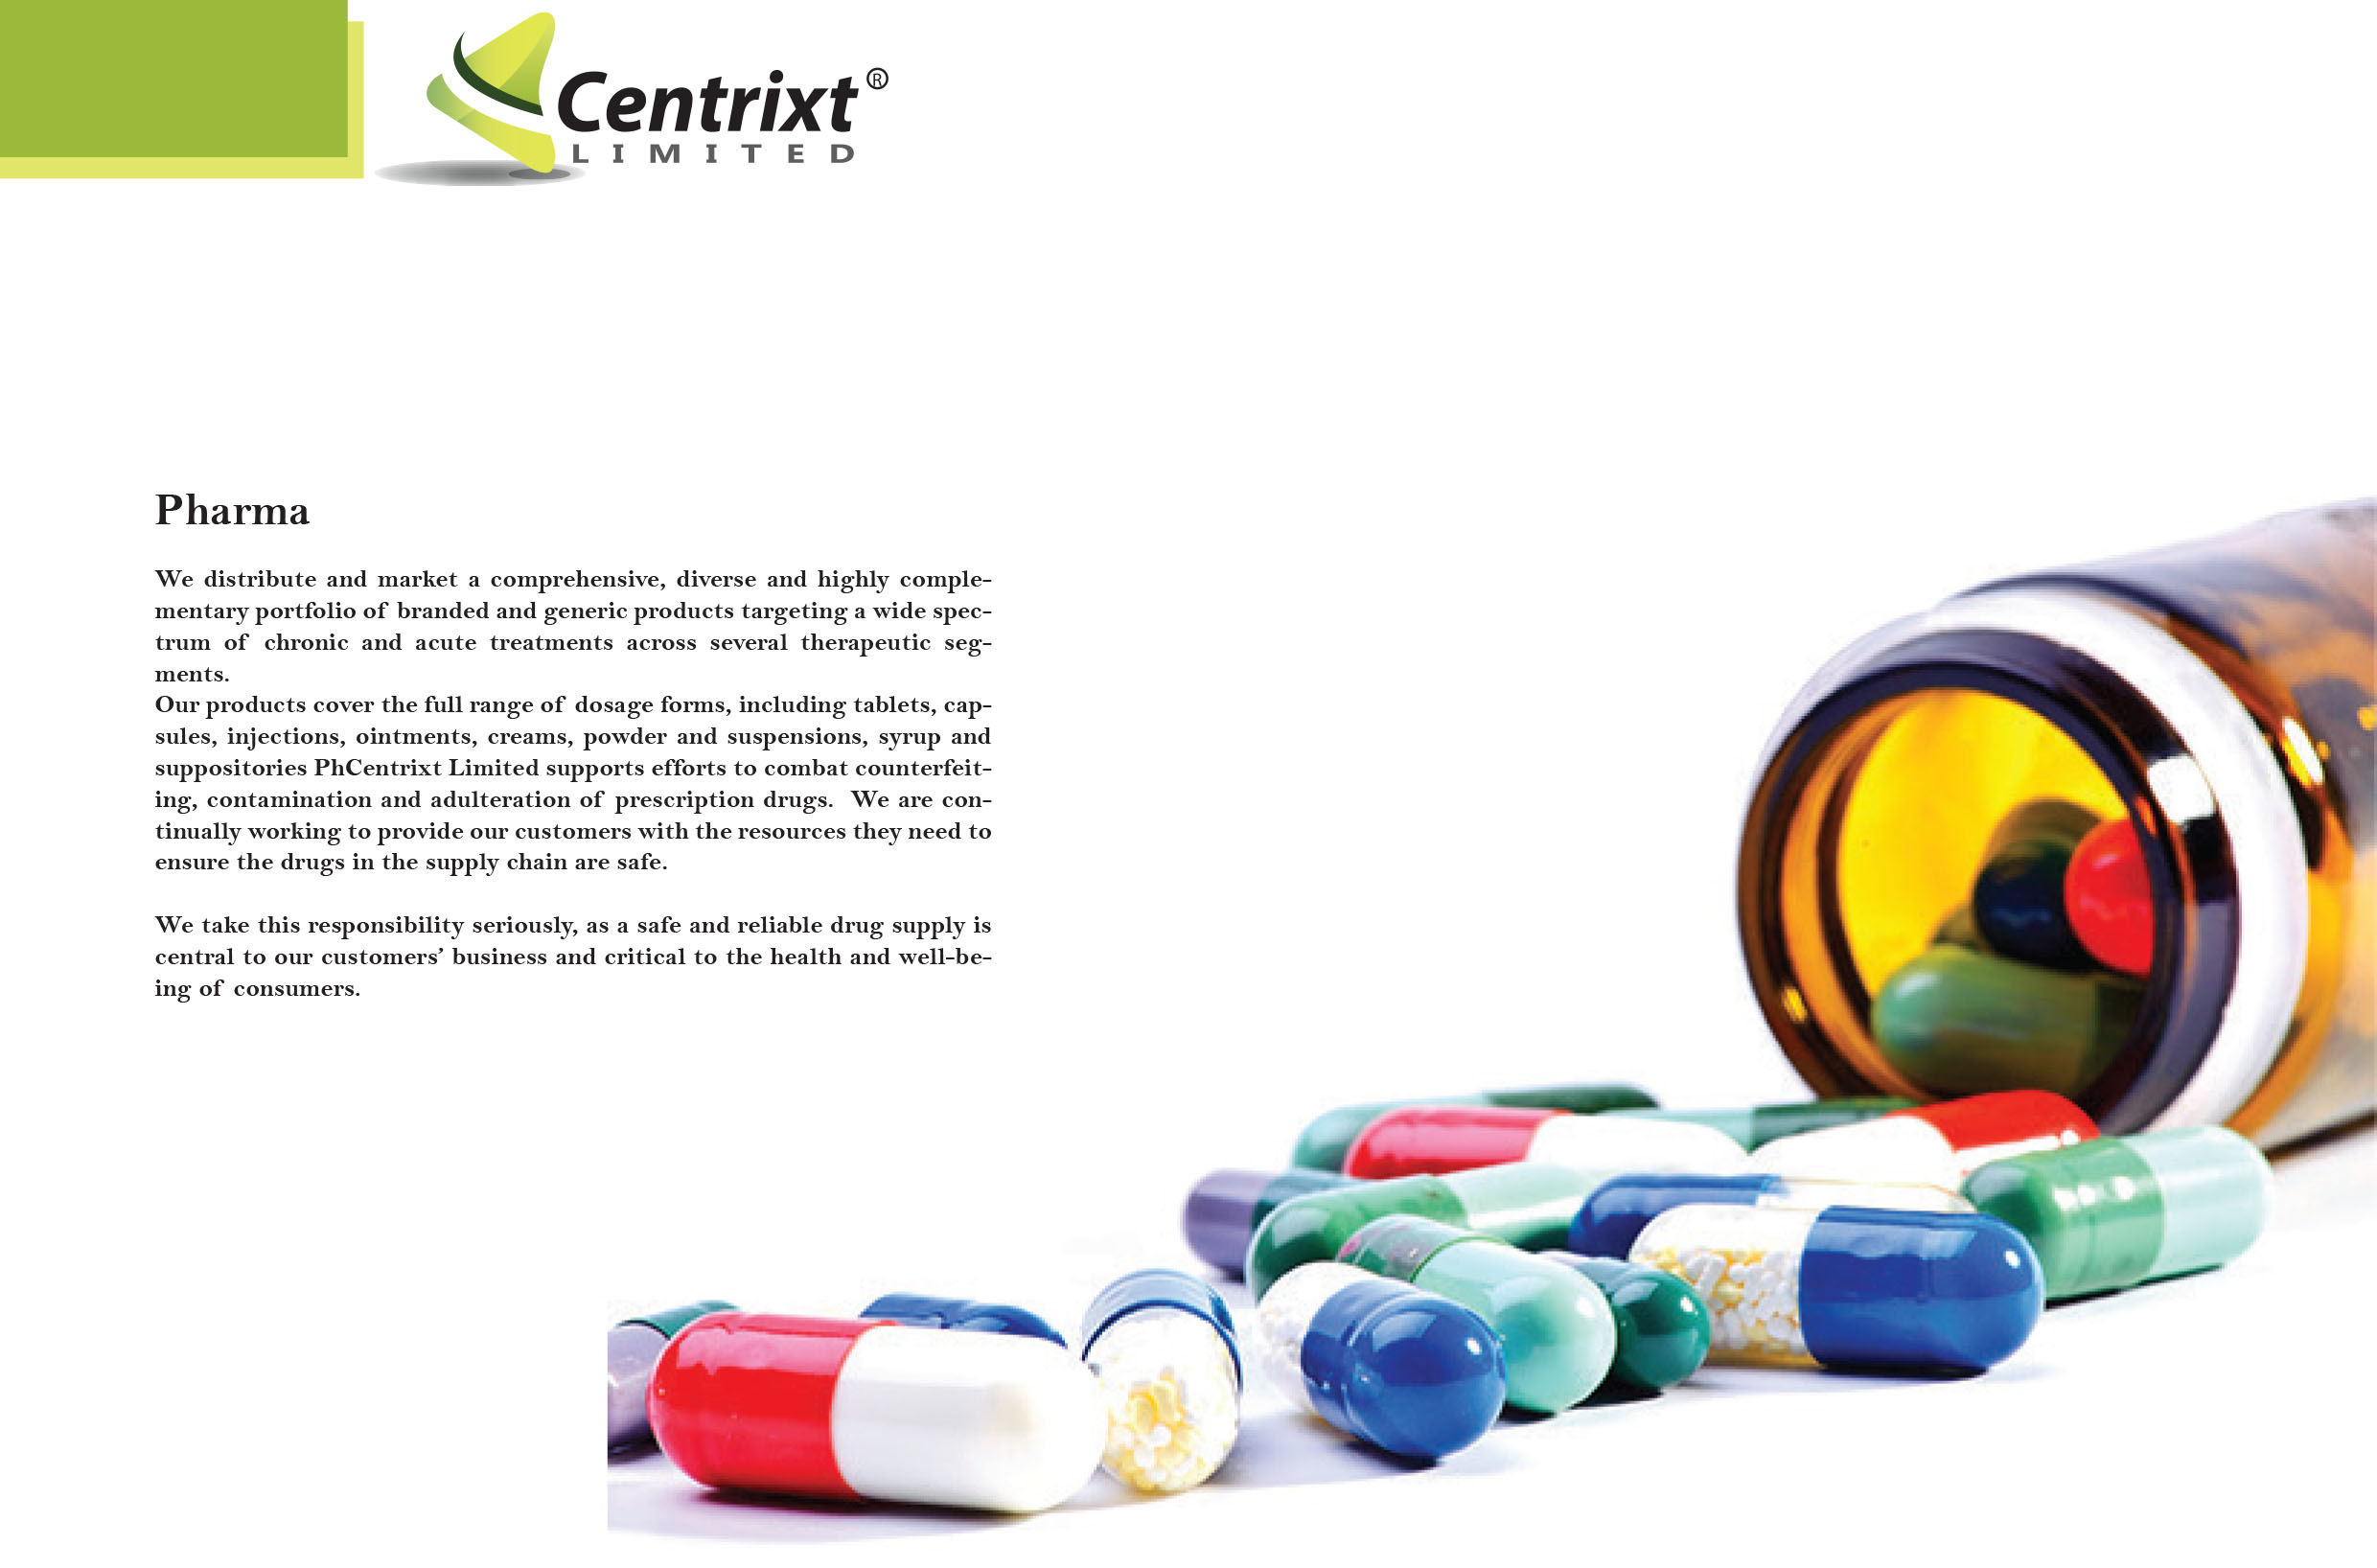 Centrixt®
LIMITED
Pharma
We distribute and market a comprehensive, diverse and highly comple-
mentary portfolio of branded and generic products targeting a wide spec-
trum of chronic and acute treatments across several therapeutic seg-
ments.
Our products cover the full range of dosage forms, including tablets, cap-
sules, injections, ointments, creams, powder and suspensions, syrup and
suppositories PhCentrixt Limited supports efforts to combat counterfeit-
ing, contamination and adulteration of prescription drugs. We are con-
tinually working to provide our customers with the resources they need to
ensure the drugs in the supply chain are safe.
We take this responsibility seriously, as a safe and reliable drug supply is
central to our customers’ business and critical to the health and well-be-
ing of consumers.